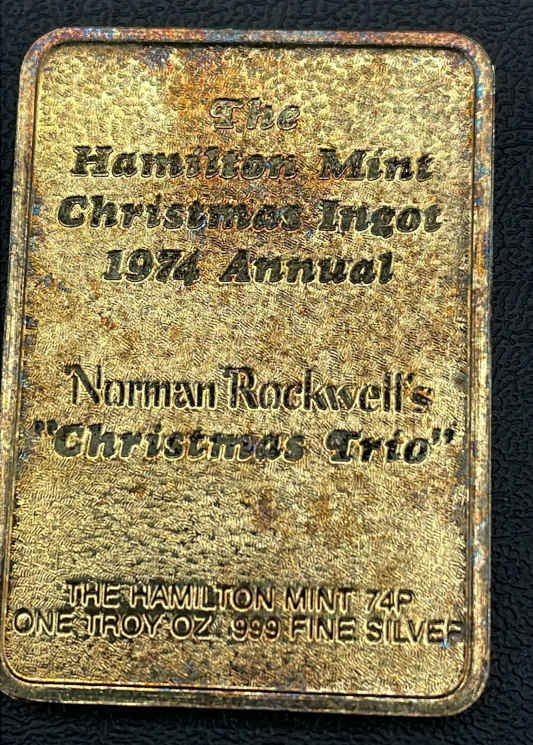 The
Hamilton Mint
Christmas Ingot
1974 Annual
Norman Rockwell's
"Christmas Trio"
THE HAMILTON MINT 74P
ONE TROY OZ .999 FINE SILVER